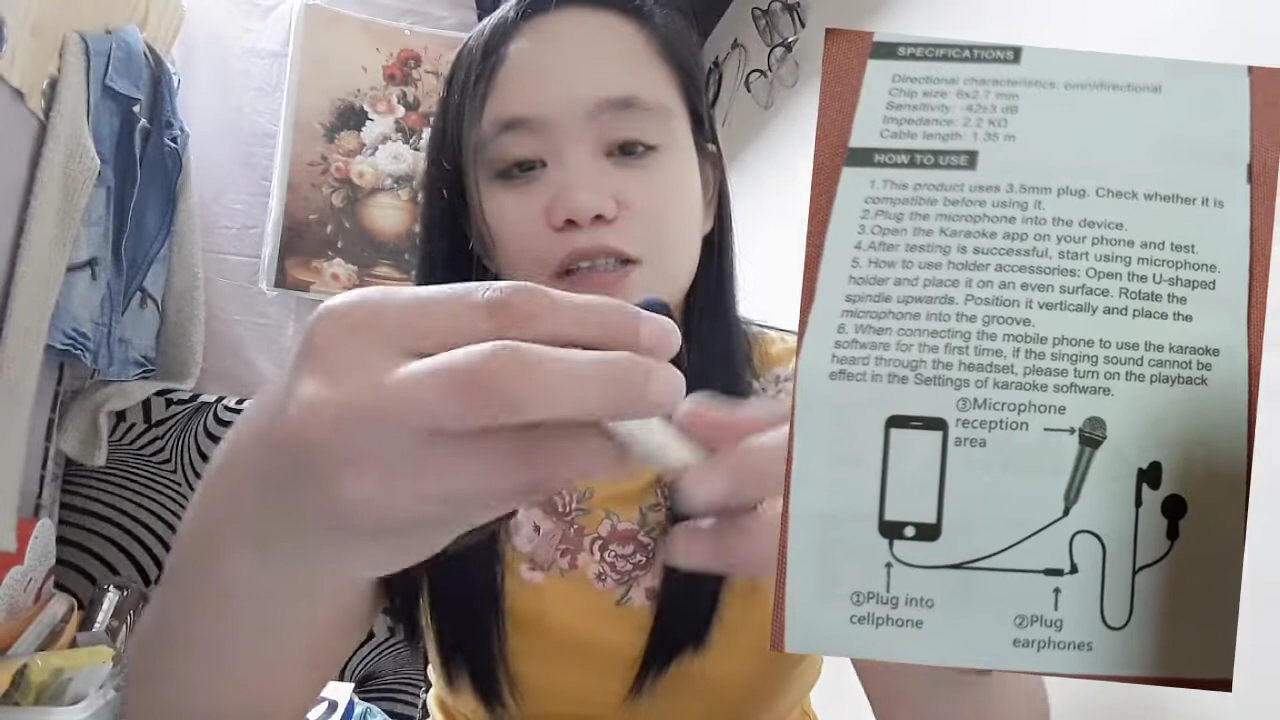 SPECIFICATIONS
Directional characteristics: omnidirectional
Chip size: 6x2.7 mm
Sensitivity: -42±3 dB
Impedance: 2.2 KΩ
Cable length: 1.35 m
HOW TO USE
1.This product uses 3.5mm plug. Check whether it is
compatible before using it.
2.Plug the microphone into the device.
3.Open the Karaoke app on your phone and test.
4.After testing is successful, start using microphone.
5. How to use holder accessories: Open the U-shaped
holder and place it on an even surface. Rotate the
spindle upwards. Position it vertically and place the
microphone into the groove.
6. When connecting the mobile phone to use the karaoke
software for the first time, if the singing sound cannot be
heard through the headset, please turn on the playback
effect in the Settings of karaoke software.
③Microphone
reception
area
①Plug into
cellphone
②Plug
earphones